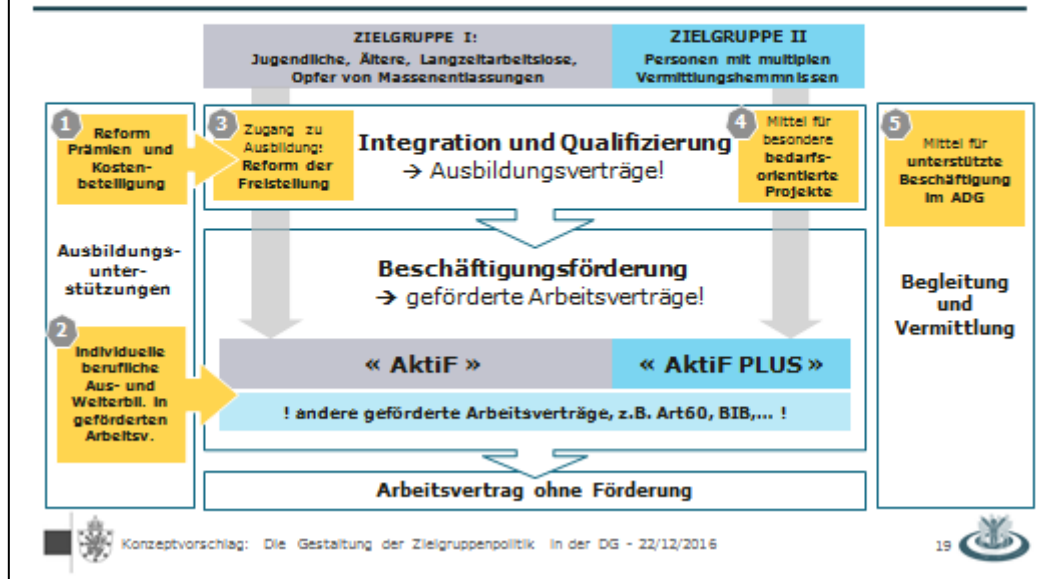 ZIELGRUPPE I:
Jugendliche, Ältere, Langzeitarbeitslose,
Opfer von Massenentlassungen
ZIELGRUPPE II
Personen mit multiplen
Vermittlungshemmnissen
1
Reform
Prämien und
Kosten-
beteiligung
Ausbildungs-
unter-
stützungen
2
Individuelle
berufliche
Aus- und
Weiterbil. in
geförderten
Arbeitsv.
3
Zugang zu
Ausbildung:
Reform der
Freistellung
Integration und Qualifizierung
→ Ausbildungsverträge!
4
Mittel für
besondere
bedarfs-
orientierte
Projekte
Beschäftigungsförderung
→ geförderte Arbeitsverträge!
« AktiF »
« AktiF PLUS »
! andere geförderte Arbeitsverträge, z.B. Art60, BIB,... !
Arbeitsvertrag ohne Förderung
5
Mittel für
unterstützte
Beschäftigung
im ADG
Begleitung
und
Vermittlung
Konzeptvorschlag: Die Gestaltung der Zielgruppenpolitik in der DG - 22/12/2016
19